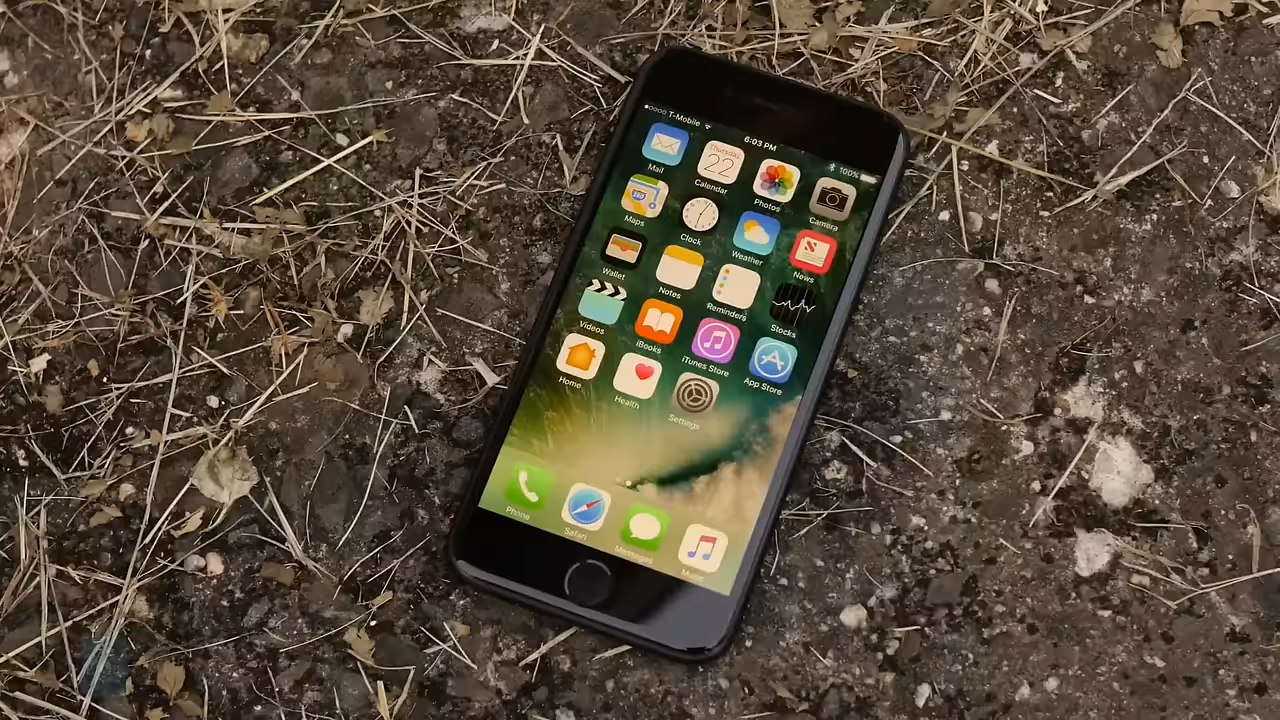 T-Mobile 6:03 PM 100%
Mail Calendar Photos Camera
Thursday
22
Maps Clock Weather News
280
Wallet Notes Reminders Stocks
Videos iBooks iTunes Store App Store
Home Health Settings
Phone Safari Messages Music